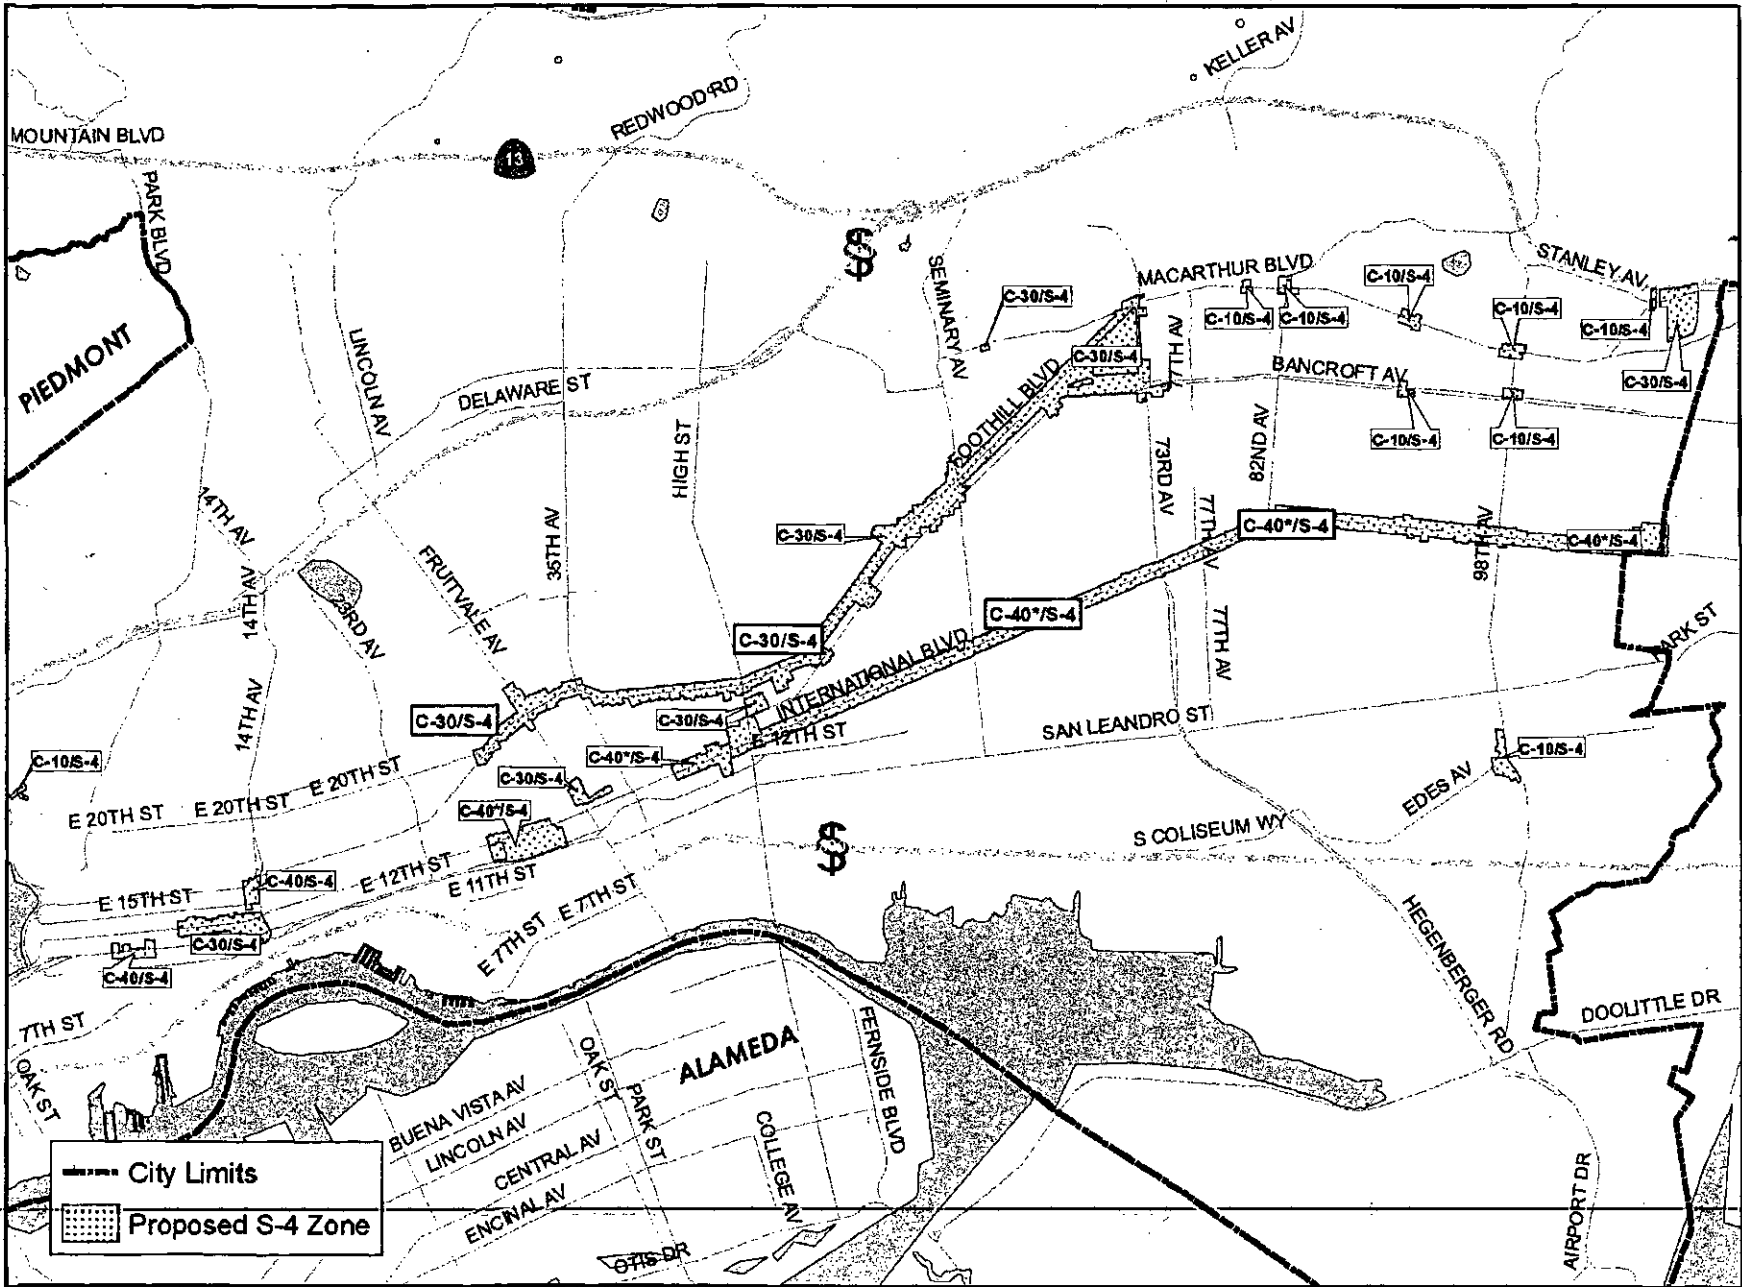 KELLER AV
REDWOOD RD
MOUNTAIN BLVD
13
PARK BLVD
STANLEY AV
SEMINARY AV
MACARTHUR BLVD
C-10/S-4
C-30/S-4
C-10/S-4
C-10/S-4
C-10/S-4
C-10/S-4
PIEDMONT
LINCOLN AV
77TH AV
C-30/S-4
BANCROFT AV
C-30/S-4
DELAWARE ST
FOOTHILL BLVD
HIGH ST
73RD AV
82ND AV
C-10/S-4
C-10/S-4
14TH AV
35TH AV
C-30/S-4
77TH AV
C-40*/S-4
98TH AV
C-40*/S-4
FRUITVALE AV
14TH AV
23RD AV
C-40*/S-4
77TH AV
C-30/S-4
INTERNATIONAL BLVD
14TH AV
C-30/S-4
C-30/S-4
SAN LEANDRO ST
E 12TH ST
C-10/S-4
C-40*/S-4
C-10/S-4
E 20TH ST
E 20TH ST
E 20TH ST
C-30/S-4
EDES AV
C-40*/S-4
S COLISEUM WY
E 15TH ST
C-40/S-4
E 12TH ST
E 11TH ST
E 7TH ST
E 7TH ST
C-30/S-4
C-40/S-4
HEGENBERGER RD
DOOLITTLE DR
7TH ST
OAK ST
ALAMEDA
FERNSIDE BLVD
OAK ST
PARK ST
BUENA VISTA AV
LINCOLN AV
CENTRAL AV
ENCINAL AV
COLLEGE AV
OTIS DR
AIRPORT DR
City Limits
Proposed S-4 Zone